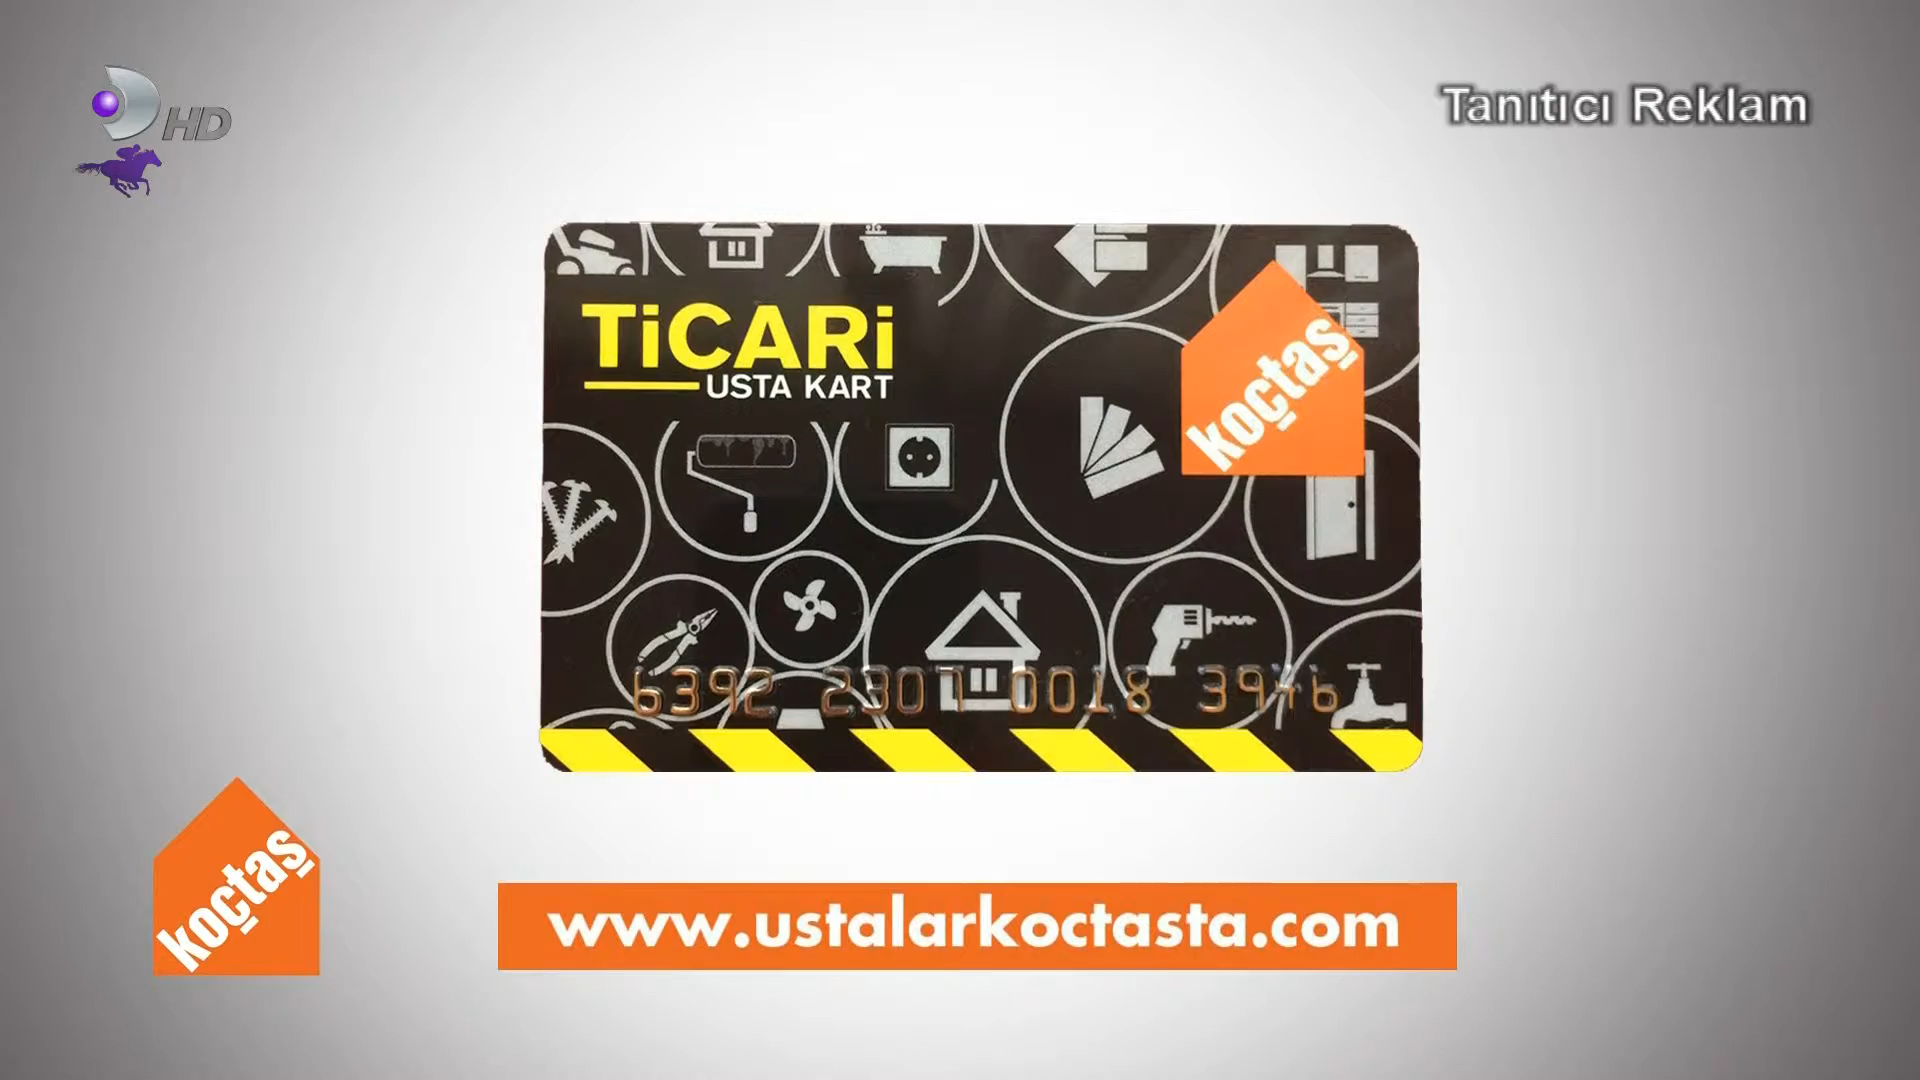 HD
Tanıtıcı Reklam
TiCARi
USTA KART
koçtaş
6392 2307 0018 3946
koçtaş
www.ustalarkoctasta.com